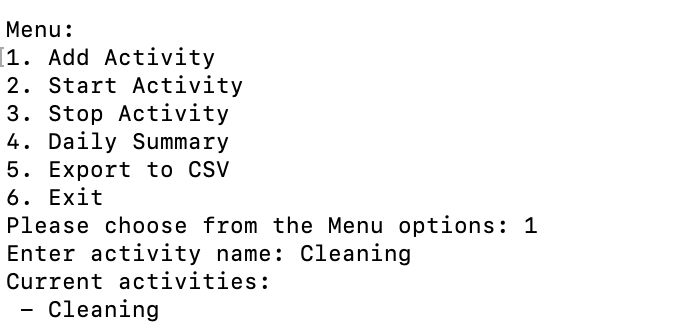 Menu:
1. Add Activity
2. Start Activity
3. Stop Activity
4. Daily Summary
5. Export to CSV
6. Exit
Please choose from the Menu options: 1
Enter activity name: Cleaning
Current activities:
 – Cleaning